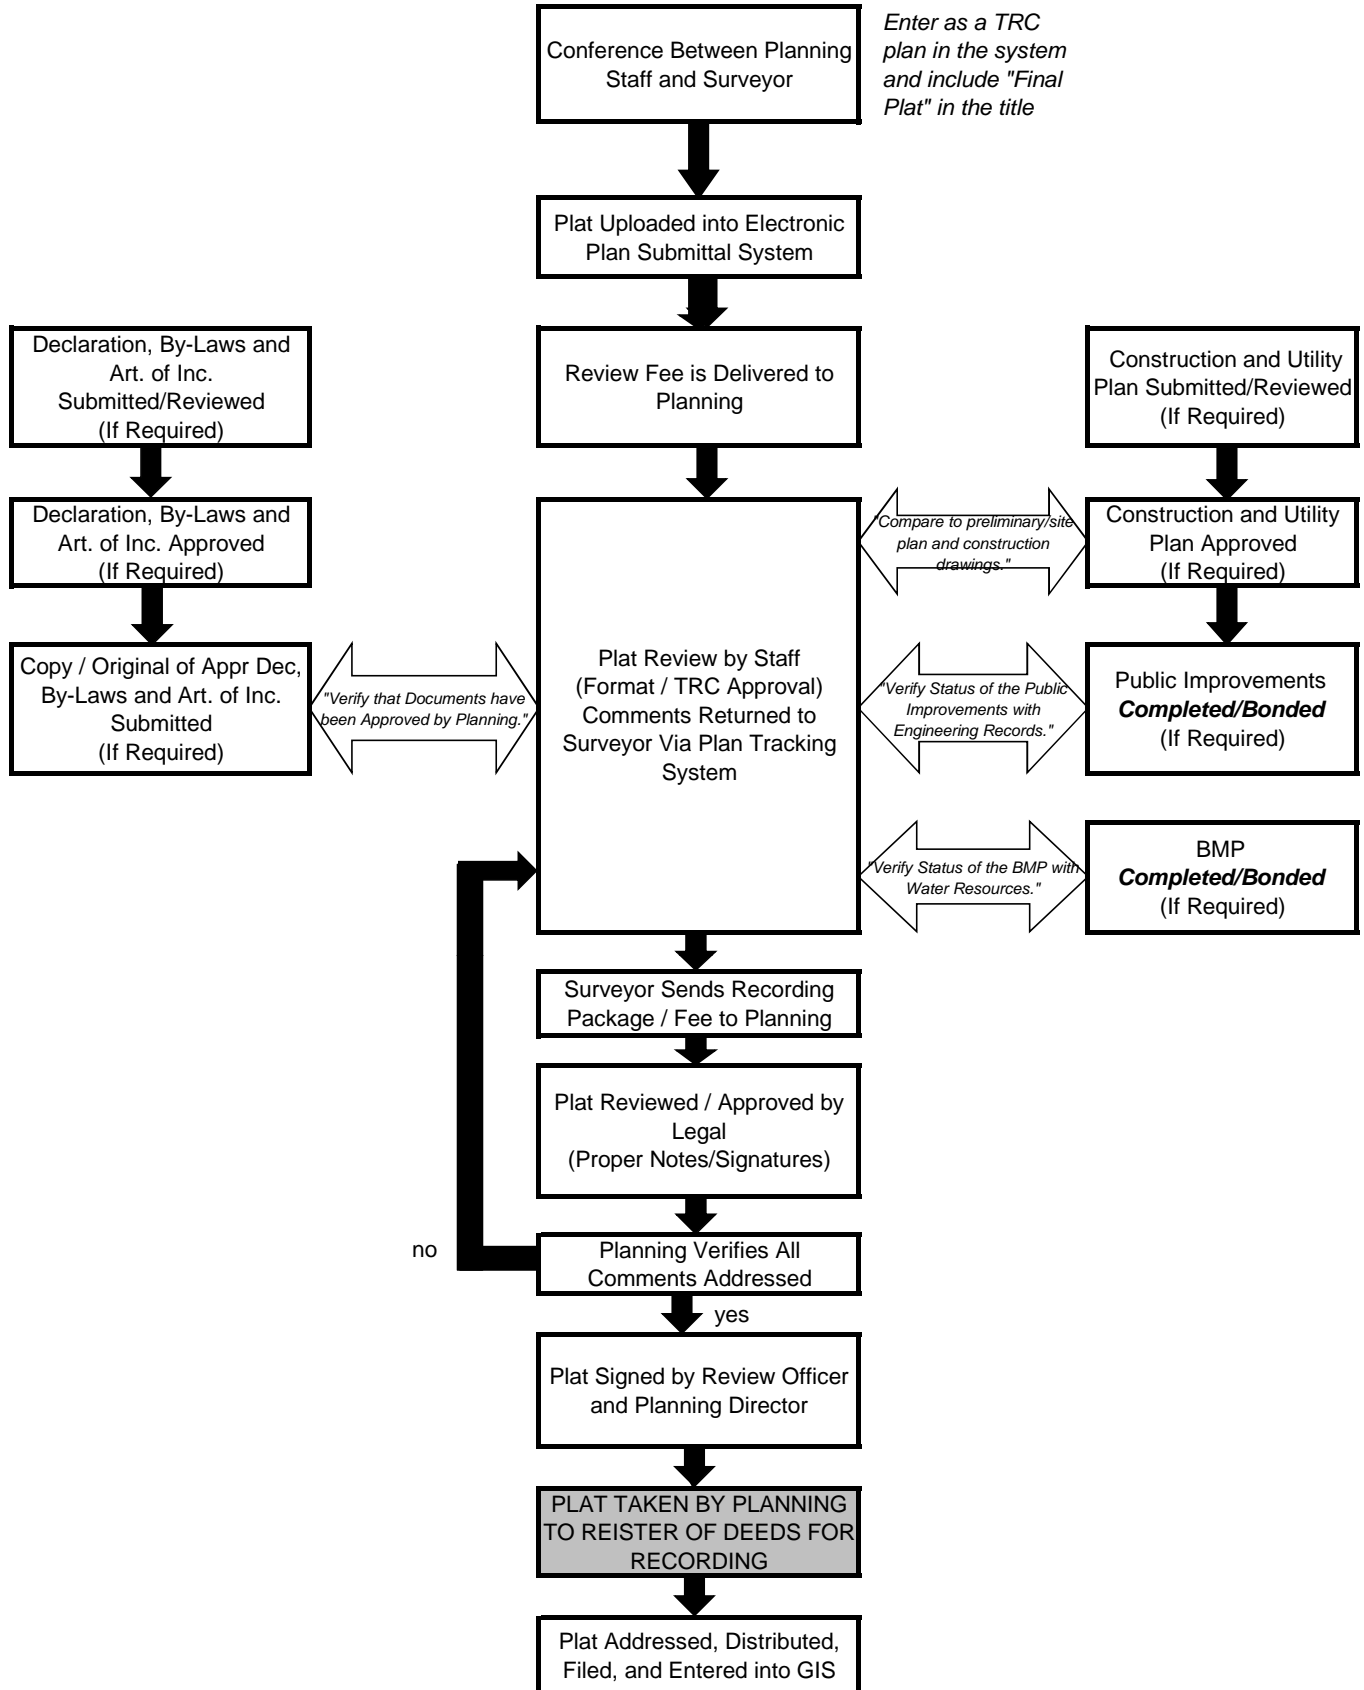 Conference Between Planning
Staff and Surveyor
Enter as a TRC
plan in the system
and include "Final
Plat" in the title
Plat Uploaded into Electronic
Plan Submittal System
Declaration, By-Laws and
Art. of Inc.
Submitted/Reviewed
(If Required)
Review Fee is Delivered to
Planning
Construction and Utility
Plan Submitted/Reviewed
(If Required)
Declaration, By-Laws and
Art. of Inc. Approved
(If Required)
"Compare to preliminary/site
plan and construction
drawings."
Construction and Utility
Plan Approved
(If Required)
Copy / Original of Appr Dec,
By-Laws and Art. of Inc.
Submitted
(If Required)
"Verify that Documents have
been Approved by Planning."
Plat Review by Staff
(Format / TRC Approval)
Comments Returned to
Surveyor Via Plan Tracking
System
"Verify Status of the Public
Improvements with
Engineering Records."
Public Improvements
Completed/Bonded
(If Required)
"Verify Status of the BMP with
Water Resources."
BMP
Completed/Bonded
(If Required)
Surveyor Sends Recording
Package / Fee to Planning
Plat Reviewed / Approved by
Legal
(Proper Notes/Signatures)
no
Planning Verifies All
Comments Addressed
yes
Plat Signed by Review Officer
and Planning Director
PLAT TAKEN BY PLANNING
TO REISTER OF DEEDS FOR
RECORDING
Plat Addressed, Distributed,
Filed, and Entered into GIS